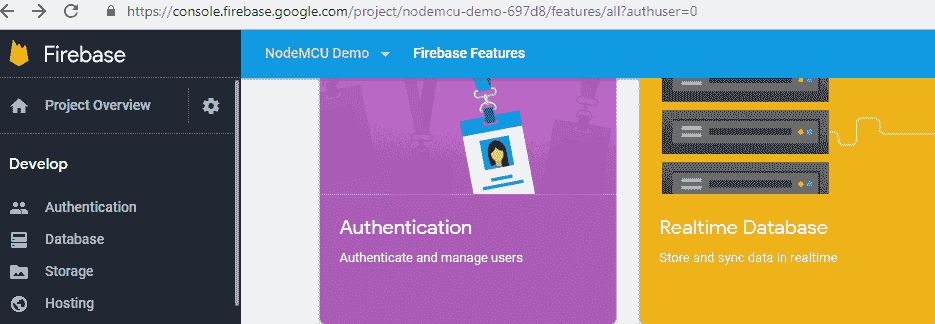 https://console.firebase.google.com/project/nodemcu-demo-697d8/features/all?authuser=0
Firebase
NodeMCU Demo
Firebase Features
Project Overview
Develop
Authentication
Database
Storage
Hosting
Authentication
Authenticate and manage users
Realtime Database
Store and sync data in realtime